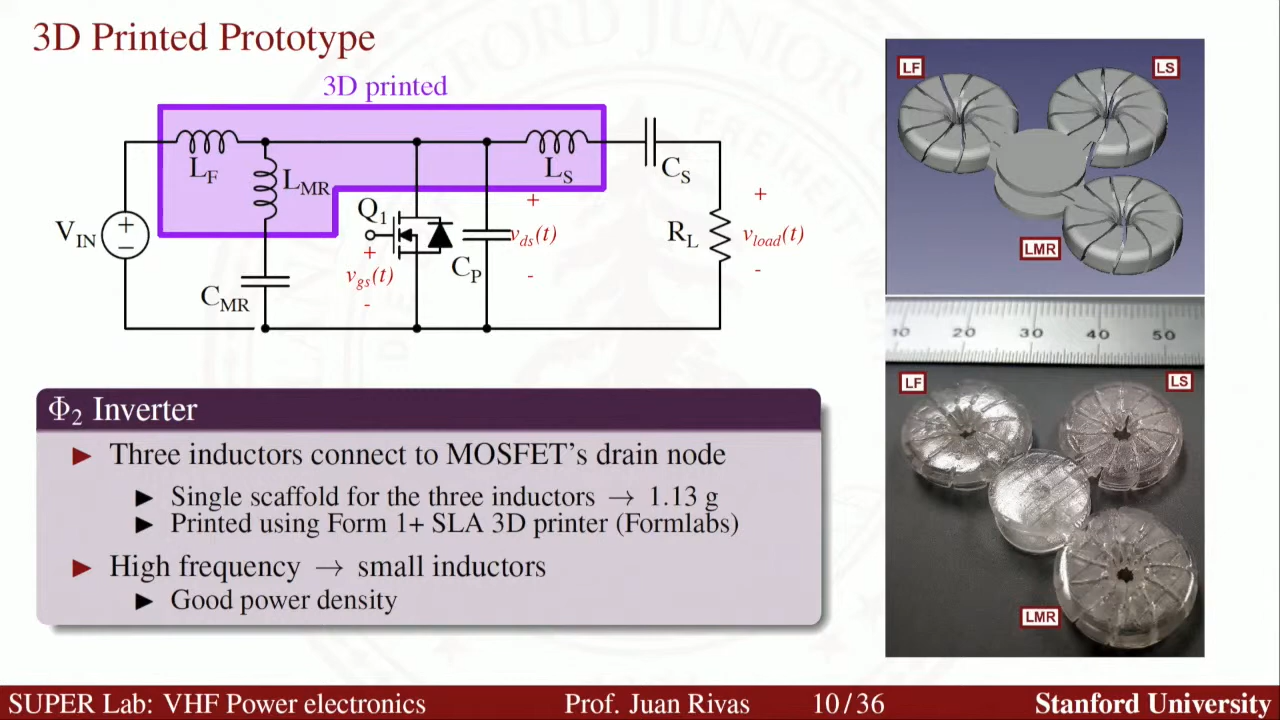 3D Printed Prototype
3D printed
L_F
L_MR
L_S
C_S
V_IN
+
−
C_MR
Q_1
+
v_gs(t)
-
C_P
+
v_ds(t)
-
R_L
+
v_load(t)
-
LF
LS
LMR
10 20 30 40 50
LF
LS
LMR
Φ_2 Inverter
► Three inductors connect to MOSFET's drain node
► Single scaffold for the three inductors → 1.13 g
► Printed using Form 1+ SLA 3D printer (Formlabs)
► High frequency → small inductors
► Good power density
SUPER Lab: VHF Power electronics Prof. Juan Rivas 10 / 36 Stanford University